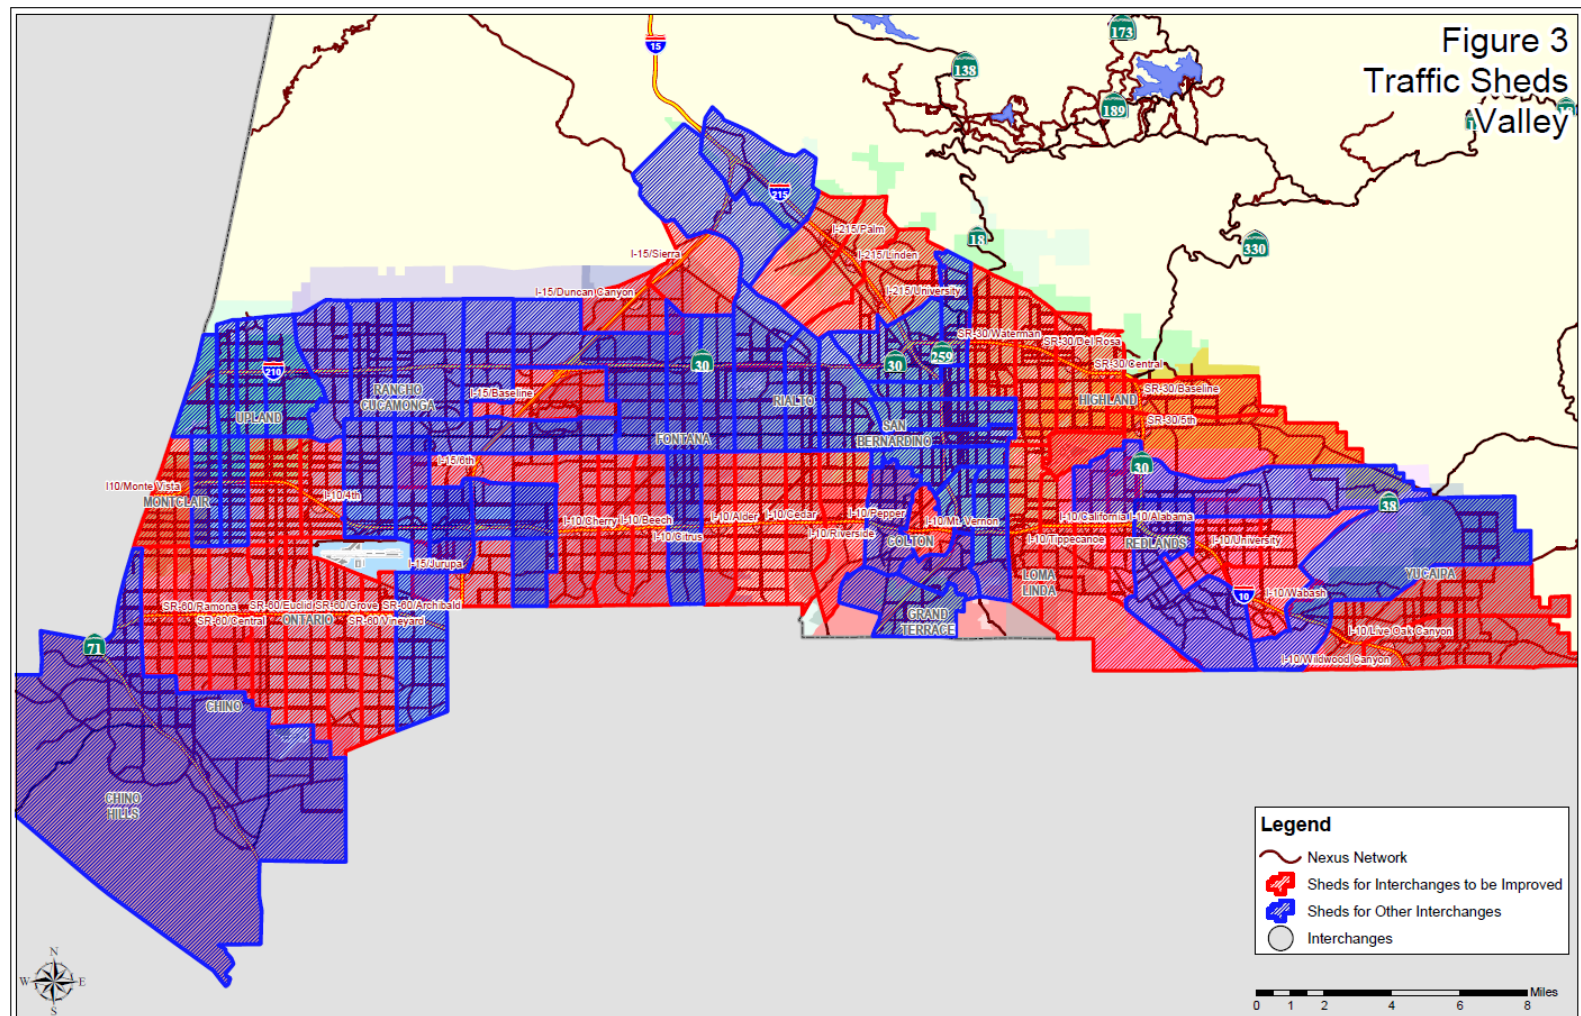 Figure 3
Traffic Sheds
Valley
173
15
138
189
18
215
330
18
I-215/Palm
I-15/Sierra
I-215/Linden
I-15/Duncan Canyon
I-215/University
SR-30/Waterman
SR-30/Del Rosa
259
30
30
SR-30/Central
210
I-15/Baseline
SR-30/Baseline
RANCHO
CUCAMONGA
RIALTO
HIGHLAND
UPLAND
SR-30/5th
SAN
BERNARDINO
FONTANA
I-15/6th
30
I10/Monte Vista
MONTCLAIR
I-10/4th
38
I-10/Cherry
I-10/Beech
I-10/Alder
I-10/Cedar
I-10/Pepper
I-10/Mt. Vernon
I-10/California
I-10/Alabama
I-10/Citrus
I-10/Riverside
COLTON
I-10/Tippecanoe
REDLANDS
I-10/University
I-15/Jurupa
LOMA
LINDA
YUCAIPA
10
I-10/Wabash
SR-60/Ramona
SR-60/Euclid
SR-60/Grove
SR-60/Archibald
SR-60/Central
ONTARIO
SR-60/Vineyard
GRAND
TERRACE
I-10/Live Oak Canyon
71
I-10/Wildwood Canyon
CHINO
CHINO
HILLS
Legend
Nexus Network
Sheds for Interchanges to be Improved
Sheds for Other Interchanges
Interchanges
N
W
E
S
Miles
0 1 2 4 6 8